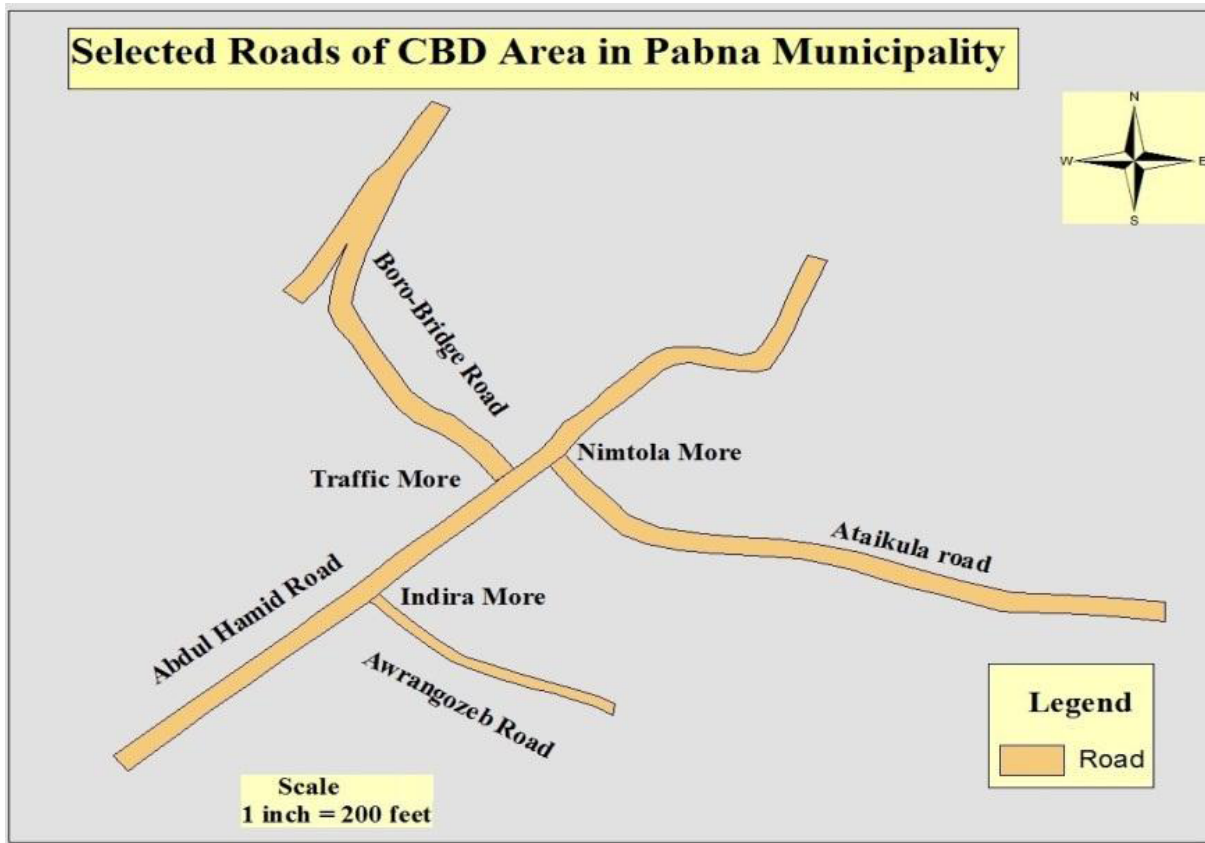 Selected Roads of CBD Area in Pabna Municipality
N
W E
S
Boro-Bridge Road
Nimtola More
Traffic More
Ataikula road
Abdul Hamid Road
Indira More
Awrangozeb Road
Legend
Road
Scale
1 inch = 200 feet